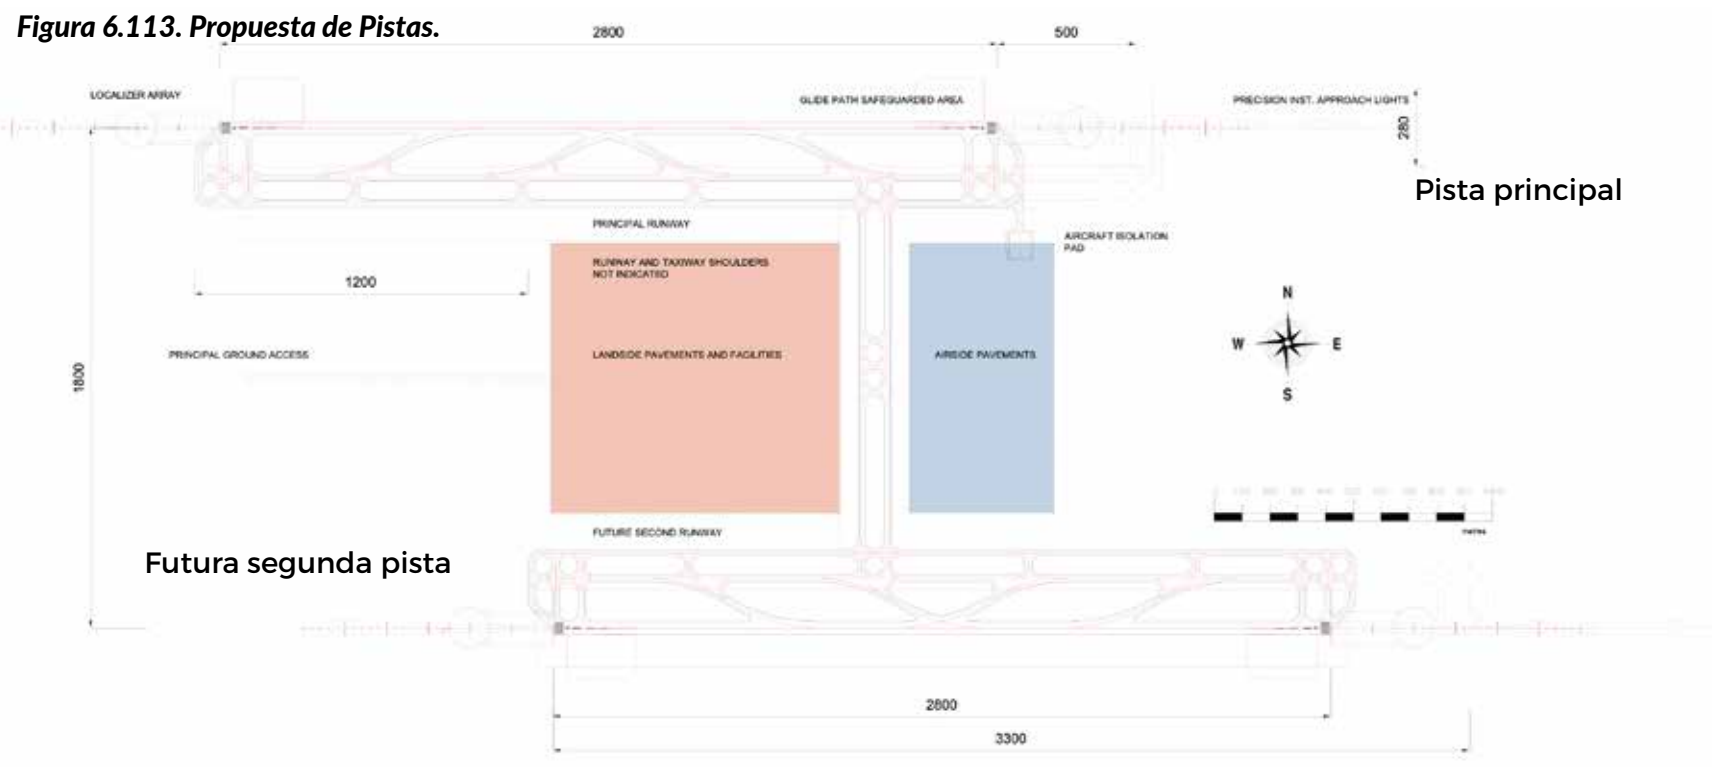 Figura 6.113. Propuesta de Pistas.
2800
500
LOCALIZER ARRAY
GLIDE PATH SAFEGUARDED AREA
PRECISION INST. APPROACH LIGHTS
280
Pista principal
PRINCIPAL RUNWAY
AIRCRAFT ISOLATION
PAD
RUNWAY AND TAXIWAY SHOULDERS
NOT INDICATED
1200
N
W
E
S
PRINCIPAL GROUND ACCESS
LANDSIDE PAVEMENTS AND FACILITIES
AIRSIDE PAVEMENTS
1800
metres
FUTURE SECOND RUNWAY
Futura segunda pista
2800
3300